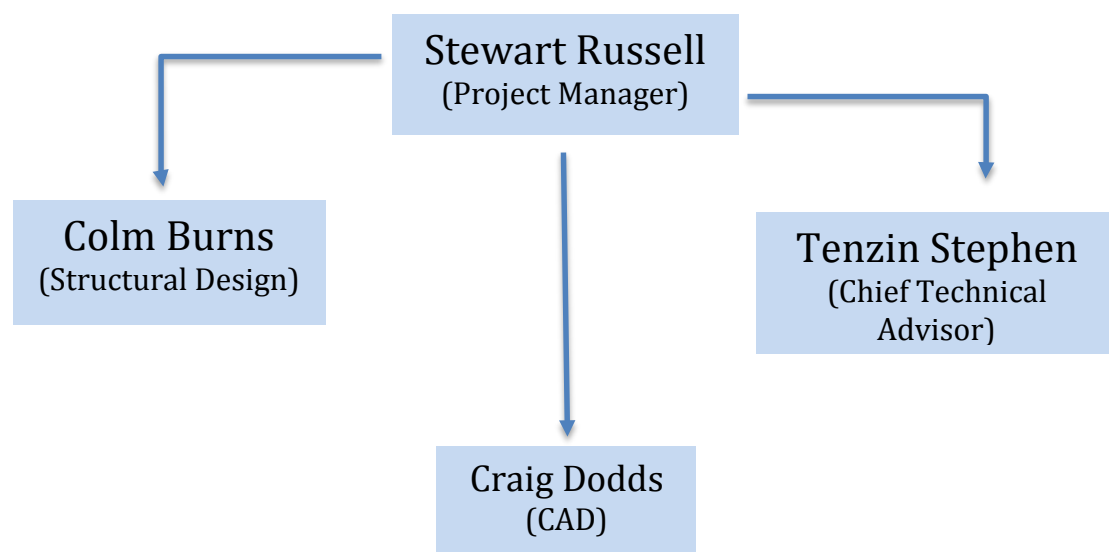 Stewart Russell
(Project Manager)
Colm Burns
(Structural Design)
Tenzin Stephen
(Chief Technical
Advisor)
Craig Dodds
(CAD)